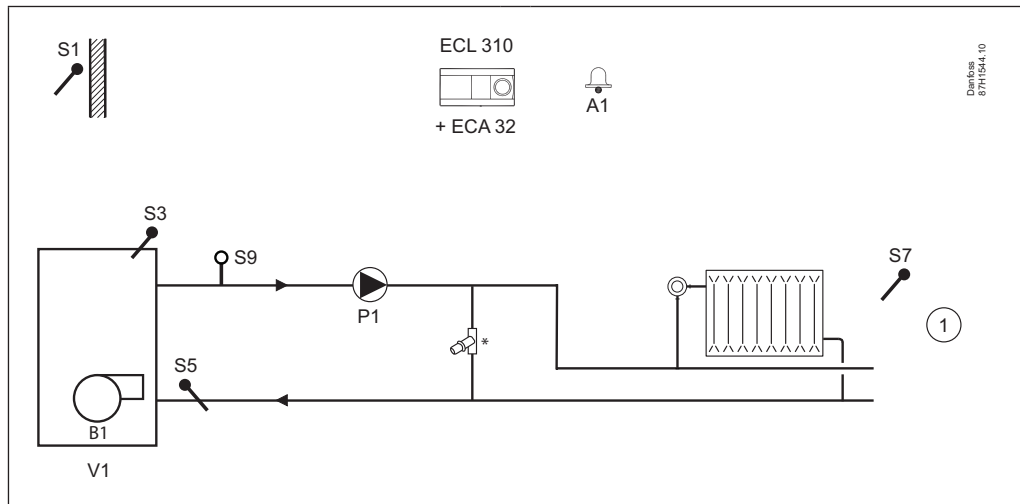 S1
ECL 310
+ ECA 32
A1
Danfoss
87H1544.10
S3
S9
P1
*
S7
1
S5
B1
V1